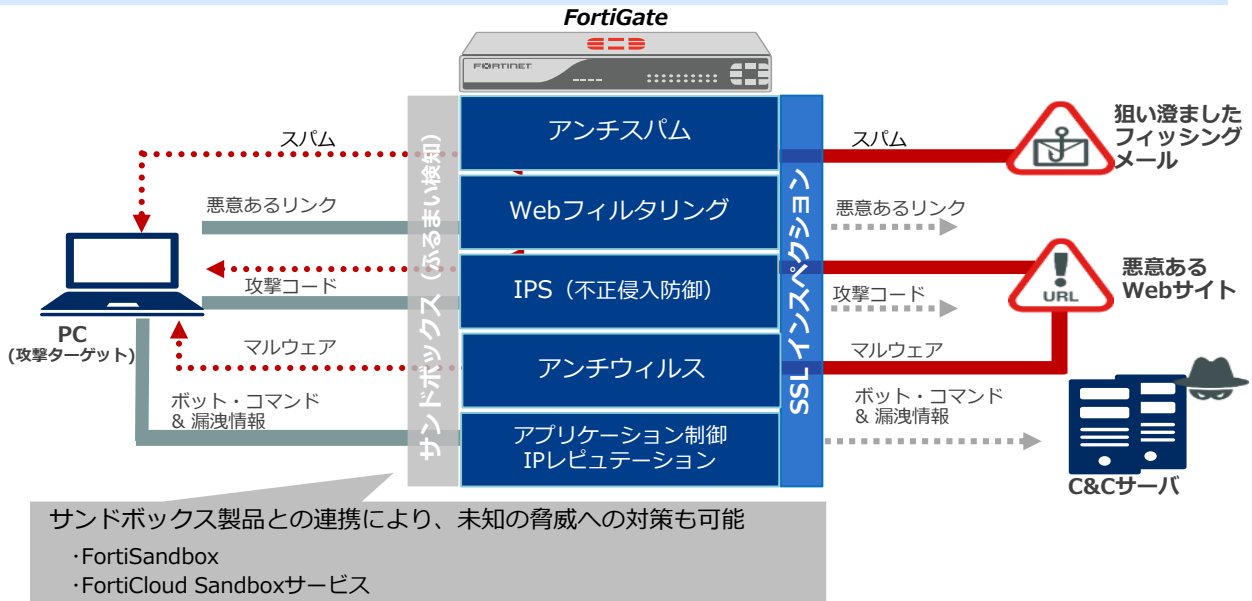 FortiGate
FORTINET
アンチスパム
Webフィルタリング
IPS（不正侵入防御）
アンチウィルス
アプリケーション制御
IPレピュテーション
サンドボックス（ふるまい検知）
SSL インスペクション
スパム
悪意あるリンク
攻撃コード
マルウェア
ボット・コマンド
& 漏洩情報
PC
(攻撃ターゲット)
スパム
悪意あるリンク
攻撃コード
マルウェア
ボット・コマンド
& 漏洩情報
狙い澄ました
フィッシング
メール
URL
悪意ある
Webサイト
C&Cサーバ
サンドボックス製品との連携により、未知の脅威への対策も可能
・FortiSandbox
・FortiCloud Sandboxサービス